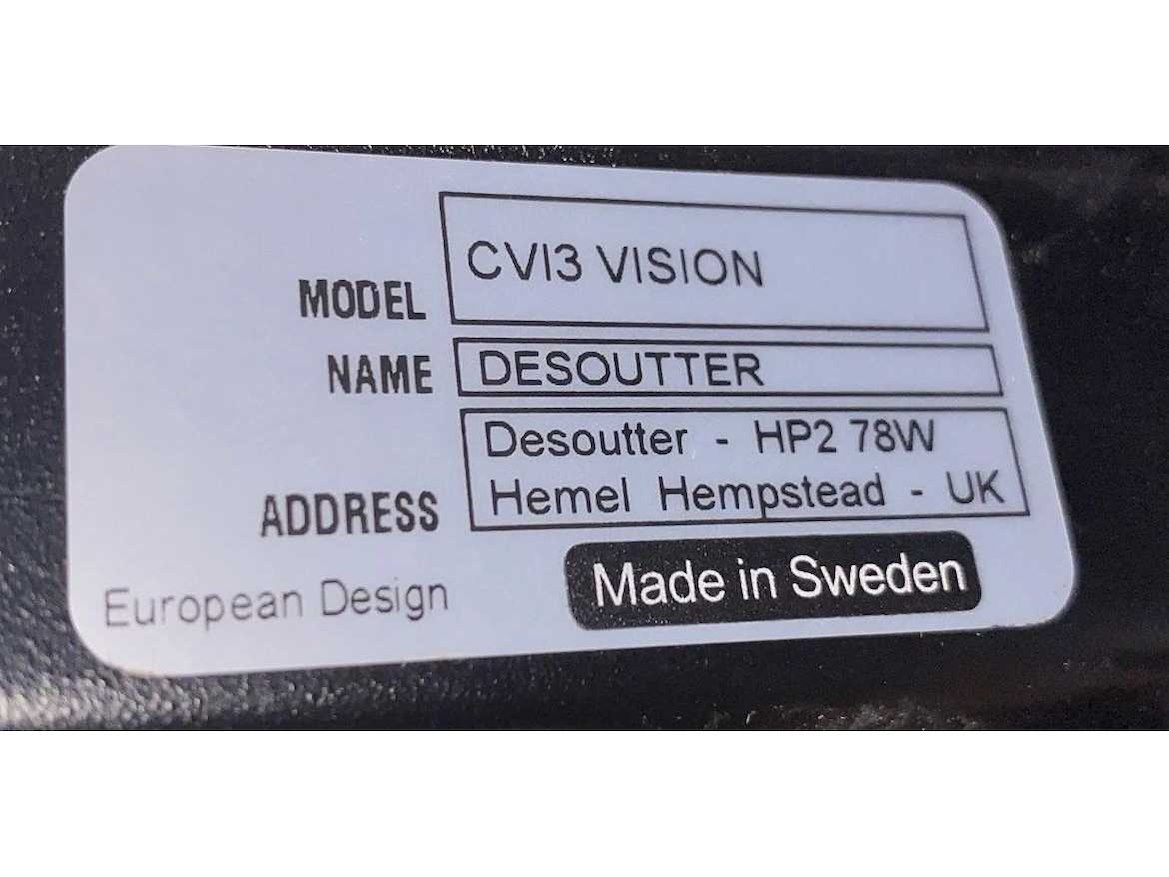 MODEL CVI3 VISION
NAME DESOUTTER
Desoutter - HP2 78W
ADDRESS Hemel Hempstead - UK
European Design Made in Sweden